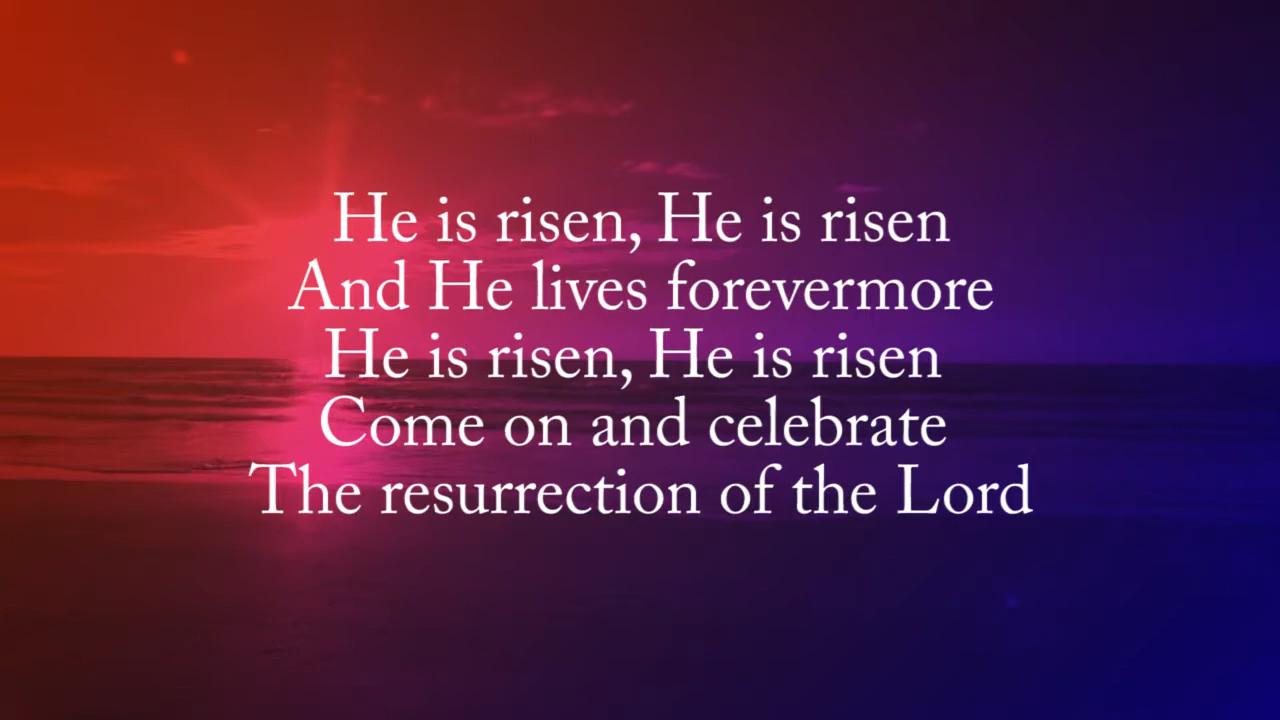 He is risen, He is risen
And He lives forevermore
He is risen, He is risen
Come on and celebrate
The resurrection of the Lord